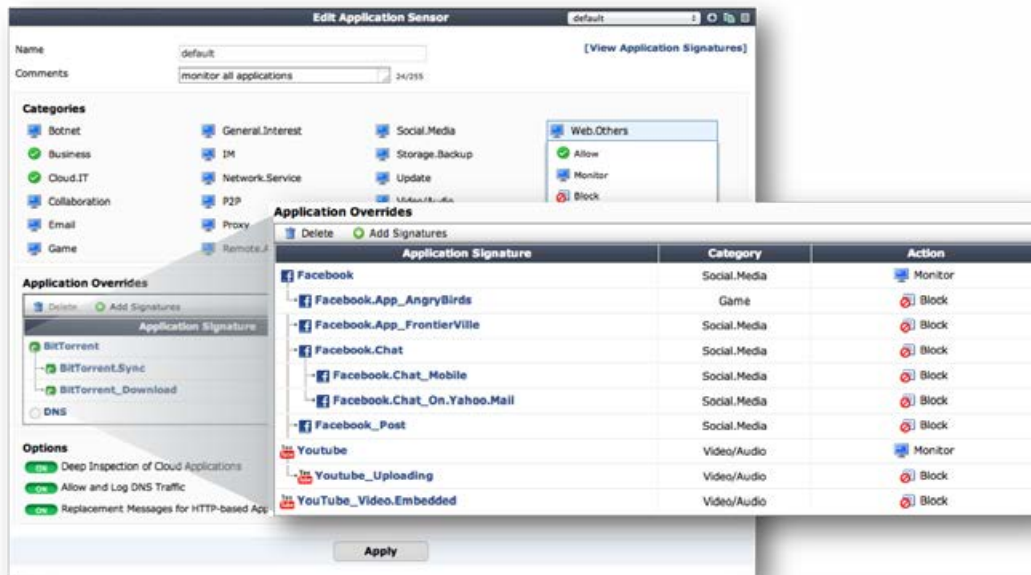 Edit Application Sensor
default
Name
default
[View Application Signatures]
Comments
monitor all applications
24/255
Categories
Botnet General.Interest Social.Media Web.Others
Business IM Storage.Backup Allow
Cloud.IT Network.Service Update Monitor
Collaboration P2P Video/Audio Block
Email Proxy
Game
Application Overrides
Delete Add Signatures
Application Signature
BitTorrent
BitTorrent.Sync
BitTorrent_Download
DNS
Options
ON Deep Inspection of Cloud Applications
ON Allow and Log DNS Traffic
ON Replacement Messages for HTTP-based
Apply
Application Overrides
Delete Add Signatures
Application Signature Category Action
Facebook Social.Media Monitor
Facebook.App_AngryBirds Game Block
Facebook.App_FrontierVille Social.Media Block
Facebook.Chat Social.Media Block
Facebook.Chat_Mobile Social.Media Block
Facebook.Chat_On.Yahoo.Mail Social.Media Block
Facebook_Post Social.Media Block
Youtube Video/Audio Monitor
Youtube_Uploading Video/Audio Block
YouTube_Video.Embedded Video/Audio Block